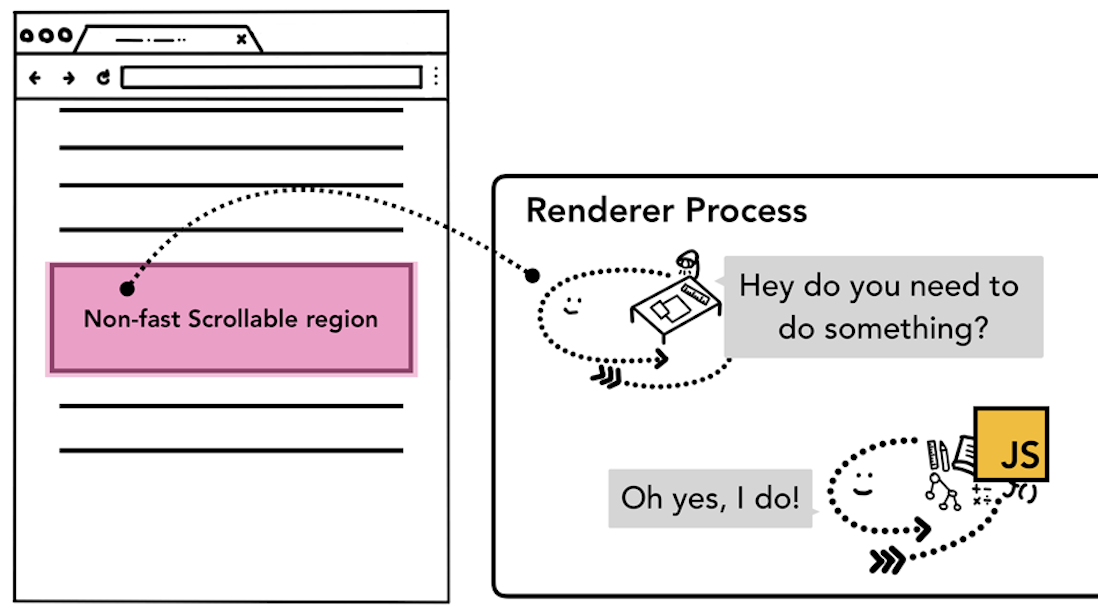 Non-fast Scrollable region
Renderer Process
Hey do you need to
do something?
Oh yes, I do!
JS